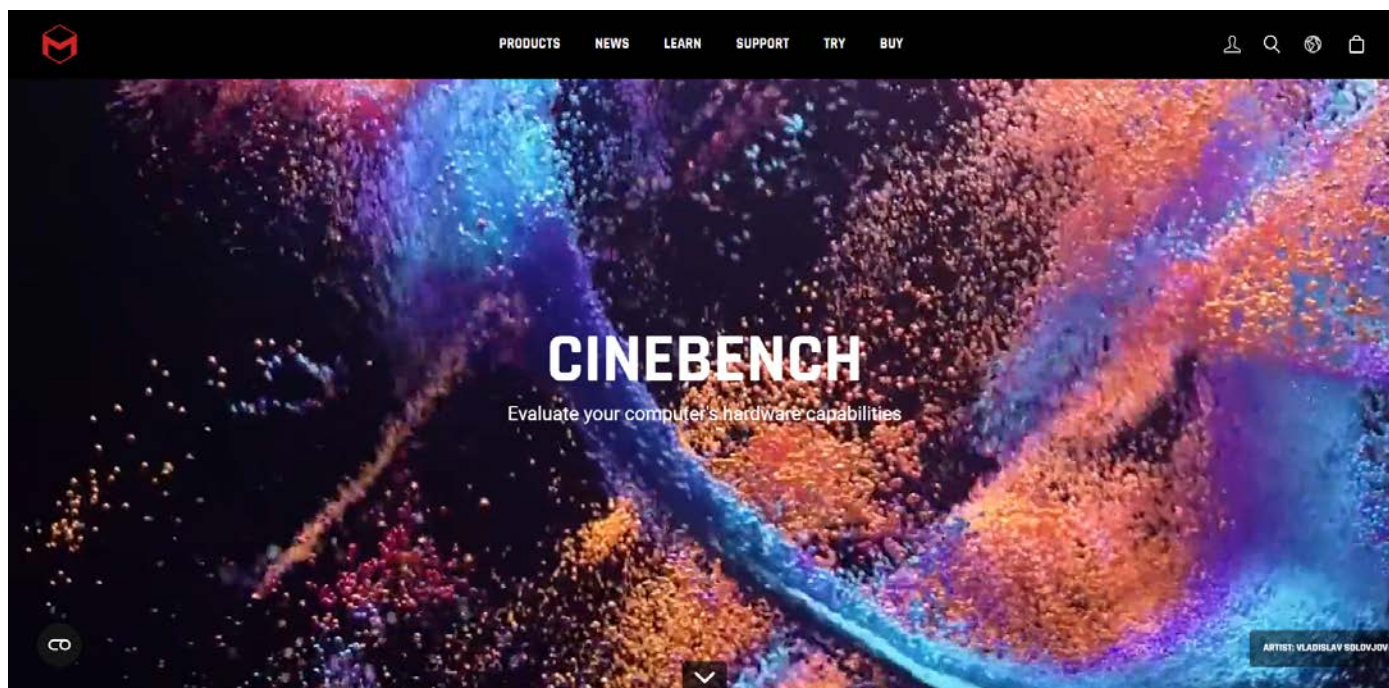 PRODUCTS NEWS LEARN SUPPORT TRY BUY
CINEBENCH
Evaluate your computer's hardware capabilities
ARTIST: VLADISLAV SOLOVJOV